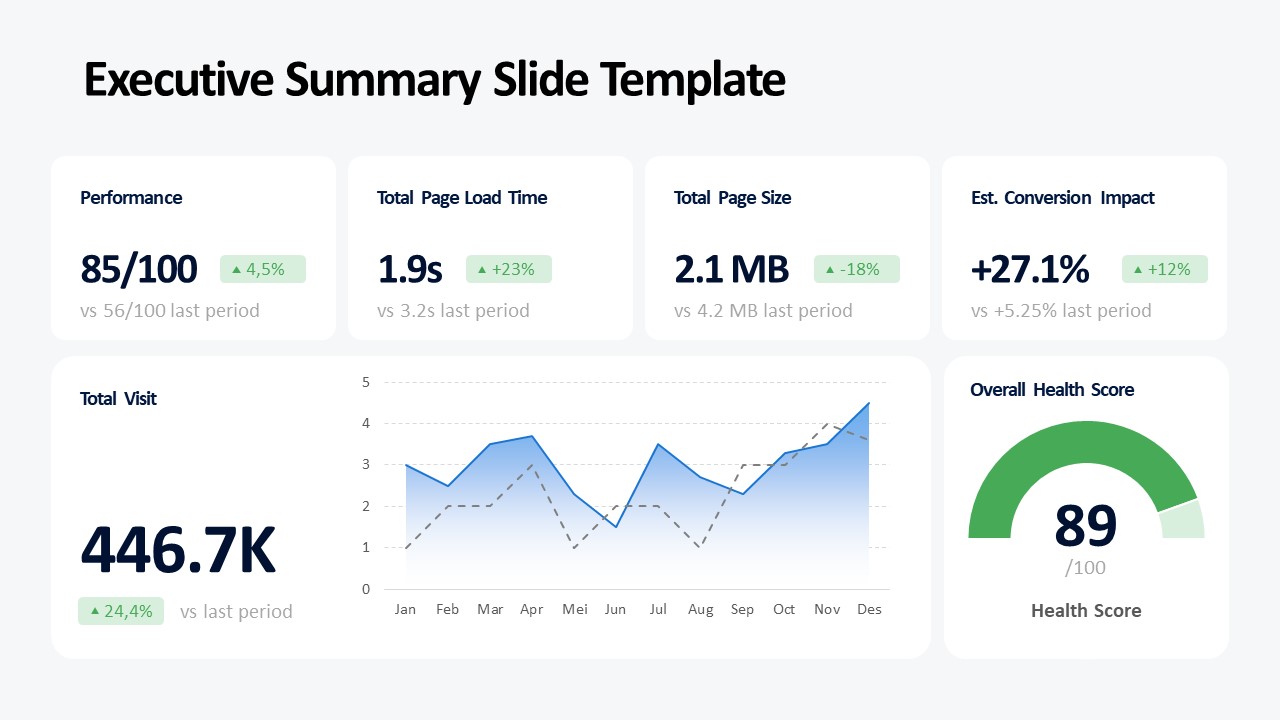 Executive Summary Slide Template
Performance
85/100 ▲ 4,5%
vs 56/100 last period
Total Page Load Time
1.9s ▲ +23%
vs 3.2s last period
Total Page Size
2.1 MB ▲ -18%
vs 4.2 MB last period
Est. Conversion Impact
+27.1% ▲ +12%
vs +5.25% last period
Total Visit
446.7K
▲ 24,4% vs last period
5
4
3
2
1
0
Jan Feb Mar Apr Mei Jun Jul Aug Sep Oct Nov Des
Overall Health Score
89
/100
Health Score